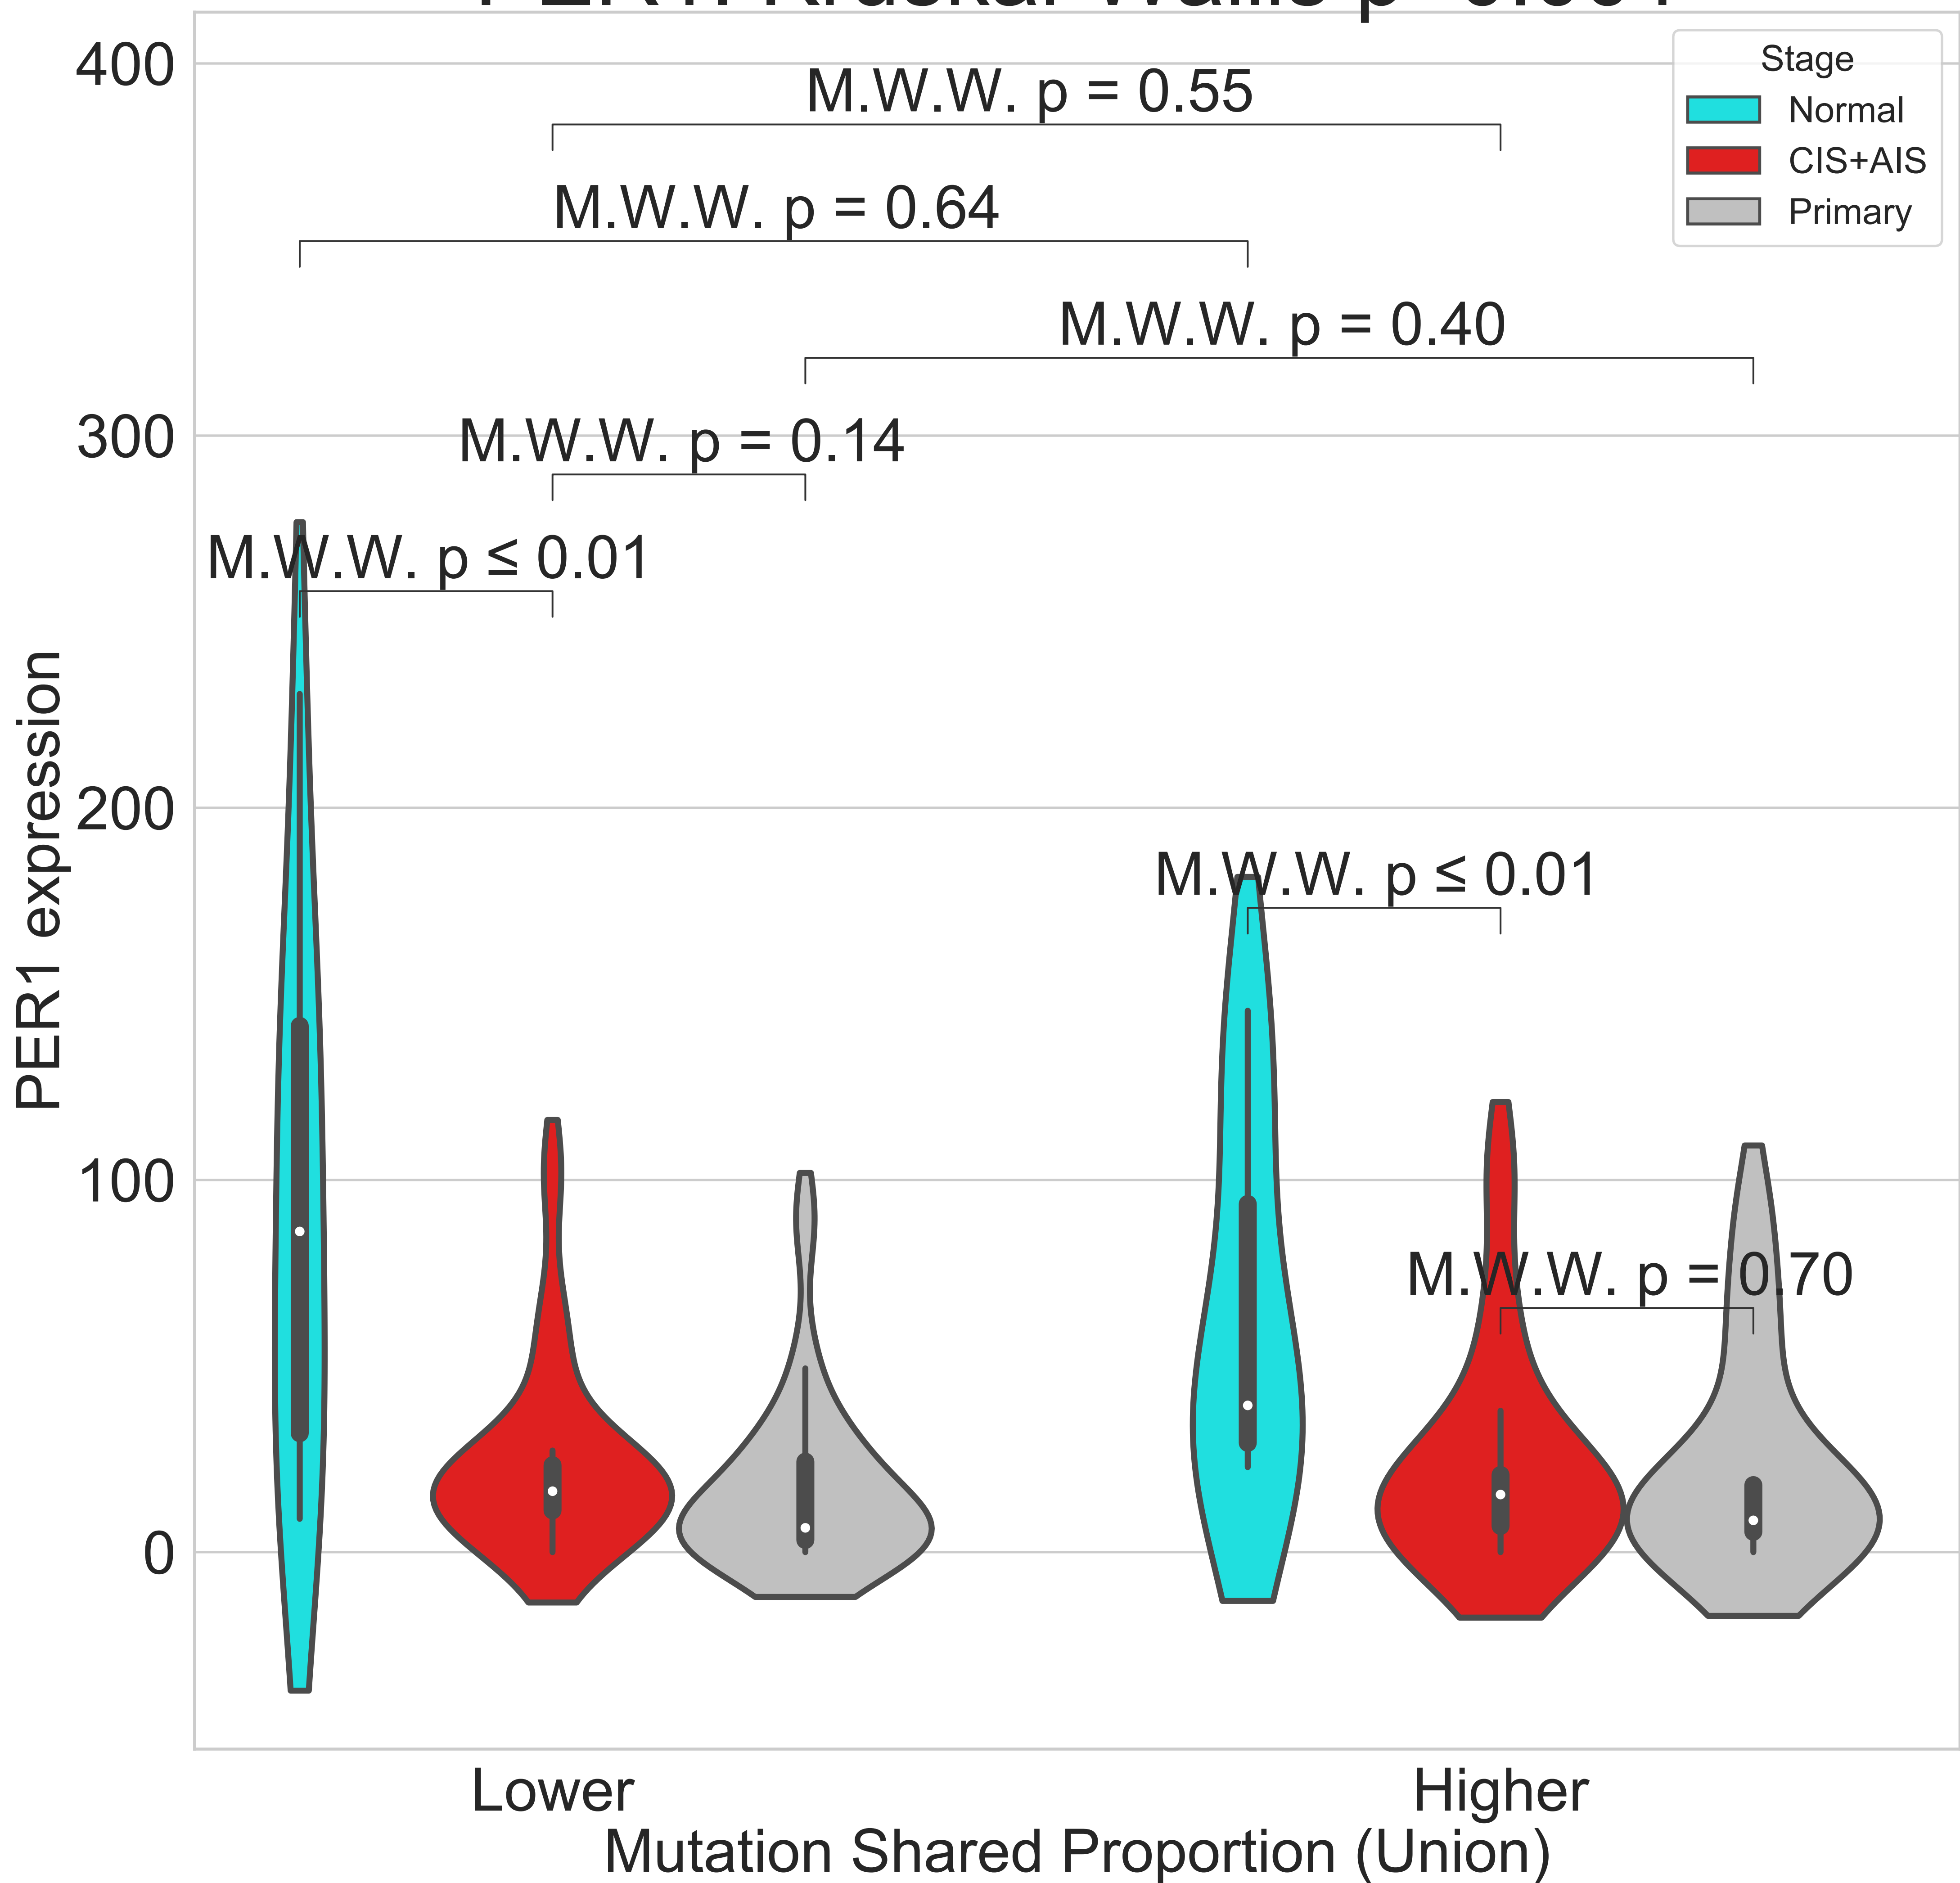 400
M.W.W. p = 0.55
Stage
Normal
CIS+AIS
Primary
M.W.W. p = 0.64
M.W.W. p = 0.40
300
M.W.W. p = 0.14
M.W.W. p ≤ 0.01
PER1 expression
200
M.W.W. p ≤ 0.01
100
M.W.W. p = 0.70
0
Lower
Higher
Mutation Shared Proportion (Union)